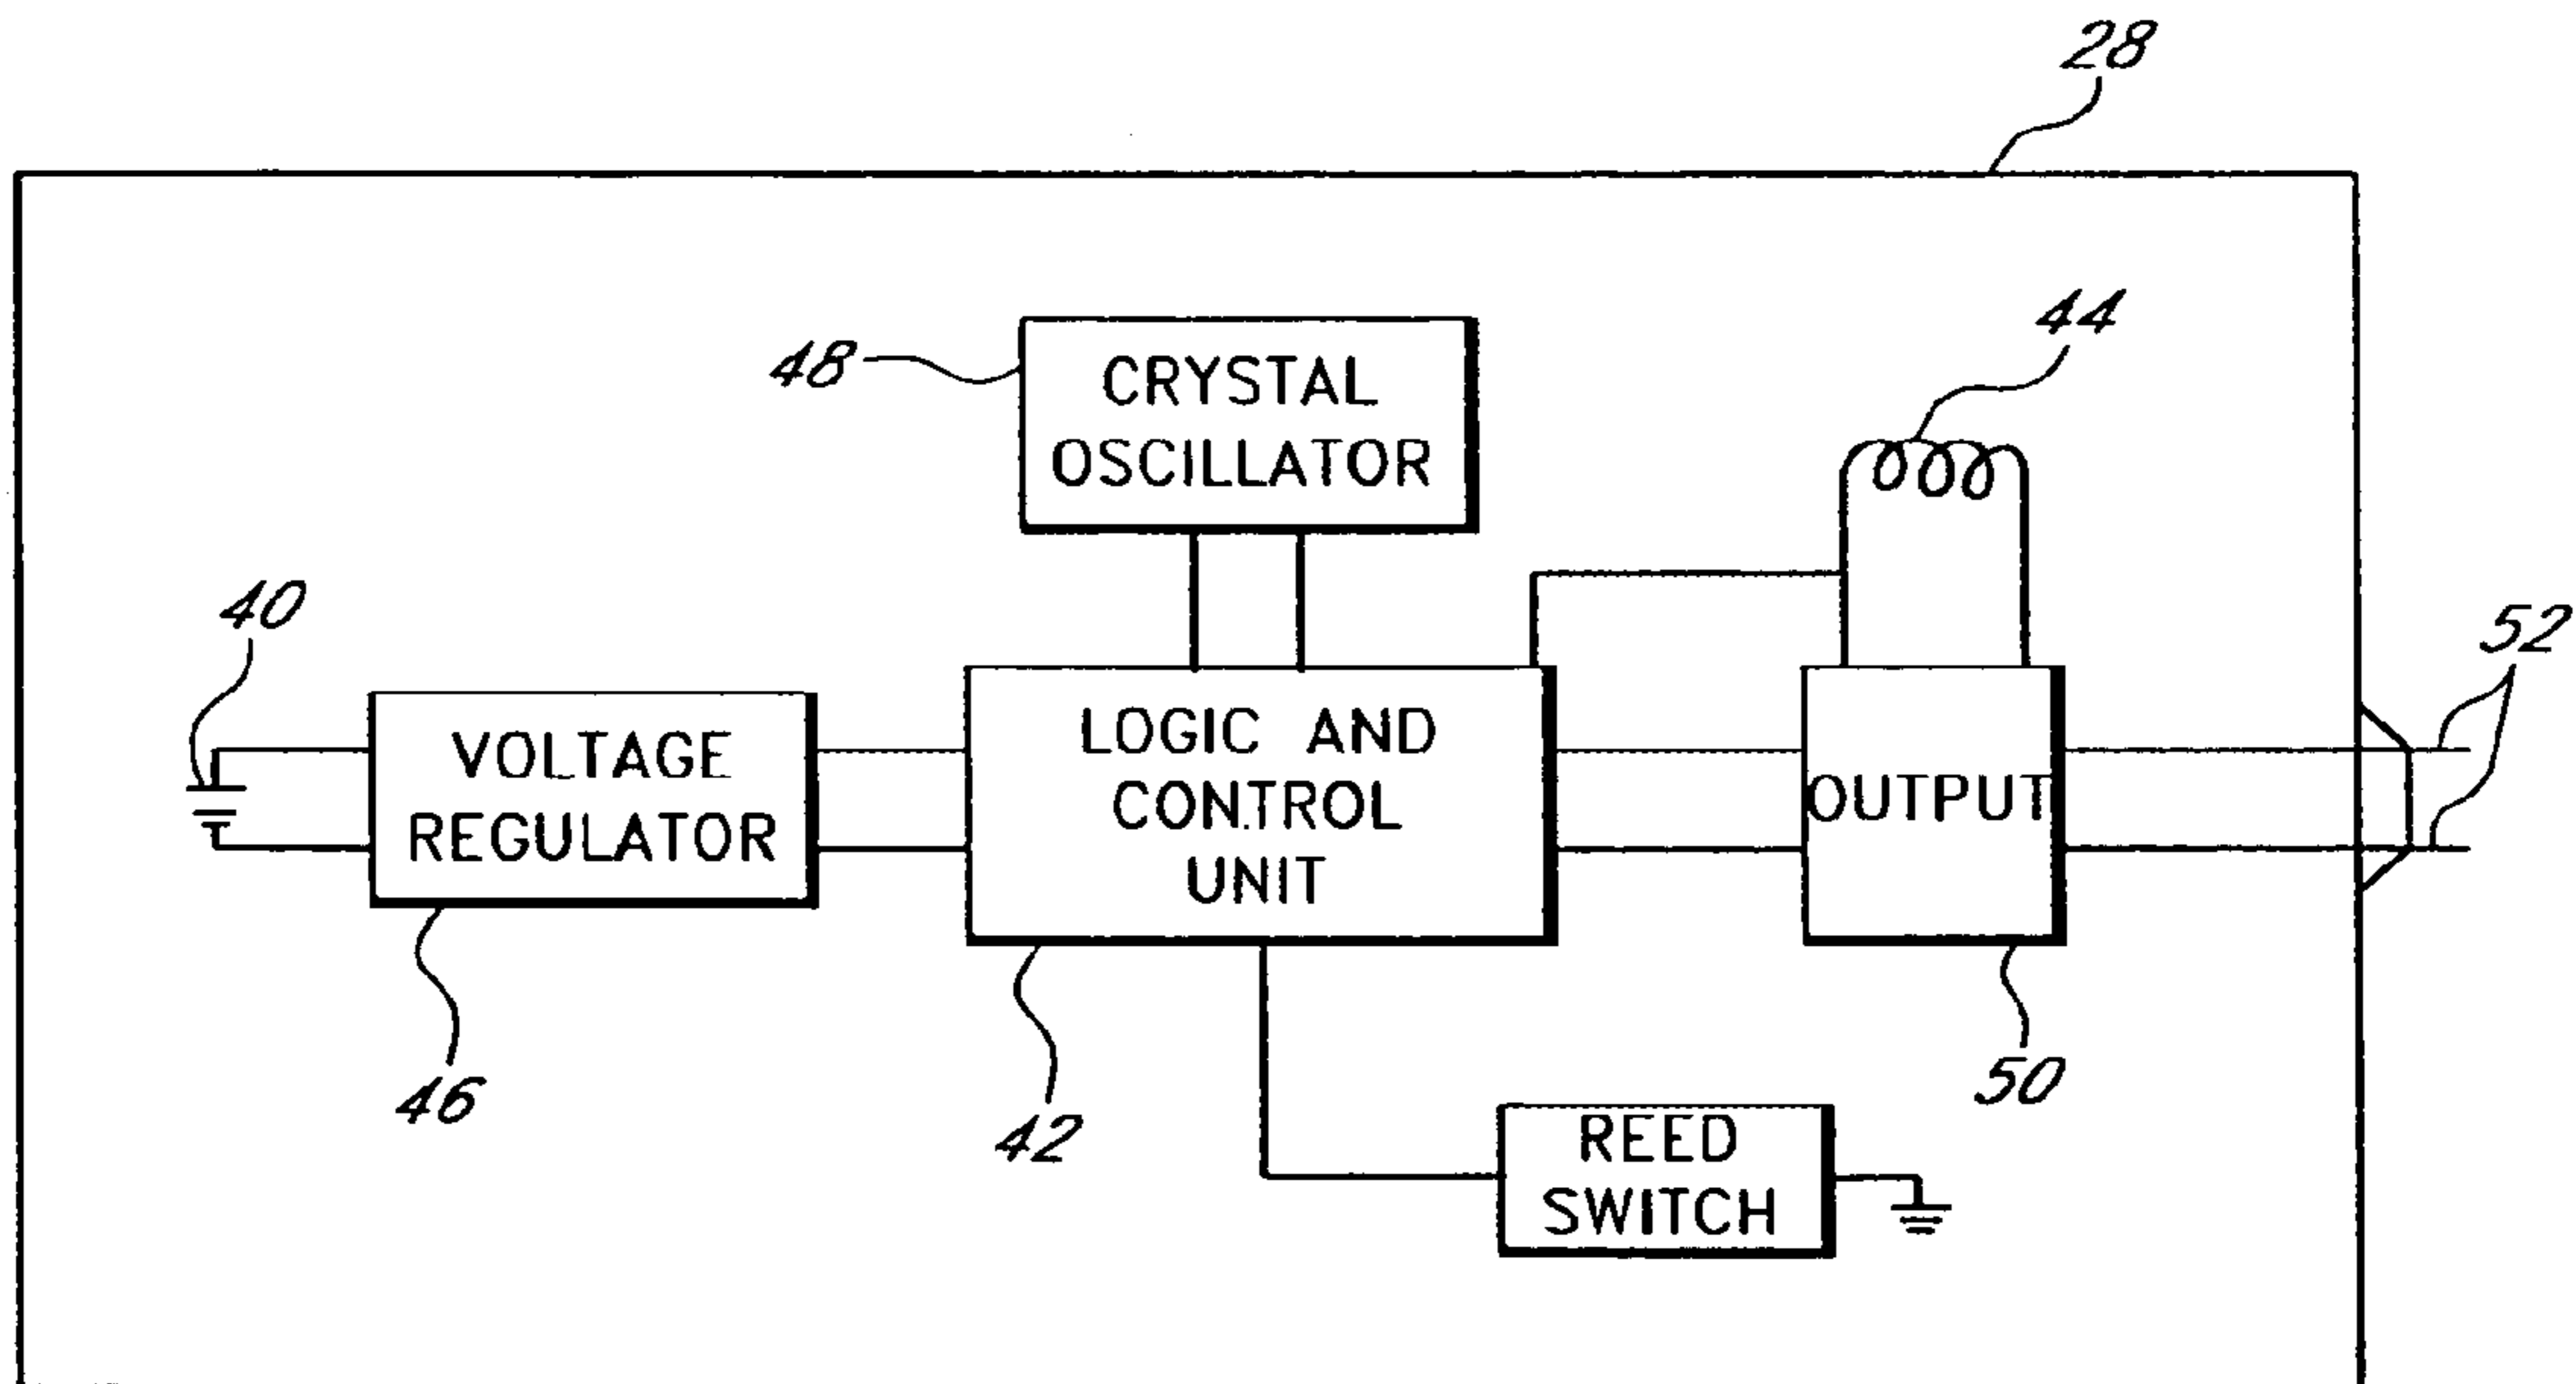 28
48
CRYSTAL
OSCILLATOR
44
40
52
VOLTAGE
REGULATOR
LOGIC AND
CONTROL
UNIT
OUTPUT
46
42
50
REED
SWITCH